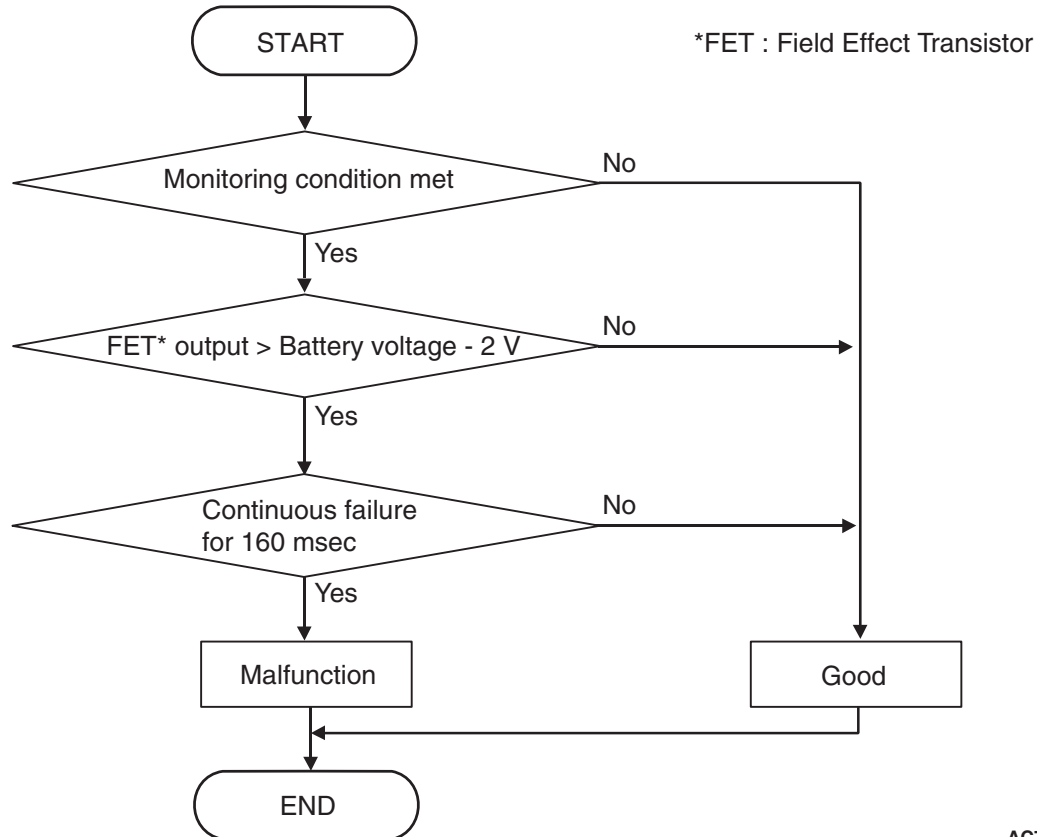 START
*FET : Field Effect Transistor
Monitoring condition met
No
Yes
FET* output > Battery voltage - 2 V
No
Yes
Continuous failure
for 160 msec
No
Yes
Malfunction
Good
END